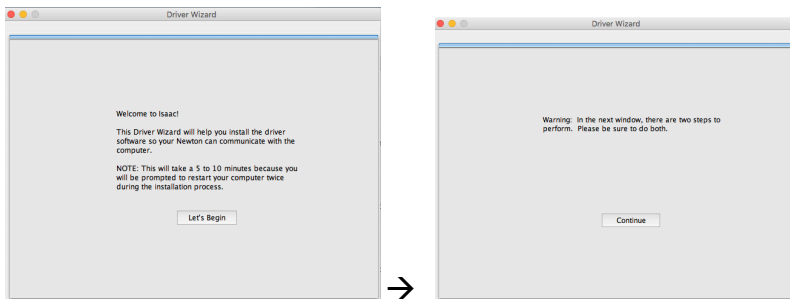 Driver Wizard
Welcome to Isaac!
This Driver Wizard will help you install the driver
software so your Newton can communicate with the
computer.
NOTE: This will take a 5 to 10 minutes because you
will be prompted to restart your computer twice
during the installation process.
Let's Begin
→
Driver Wizard
Warning: In the next window, there are two steps to
perform. Please be sure to do both.
Continue